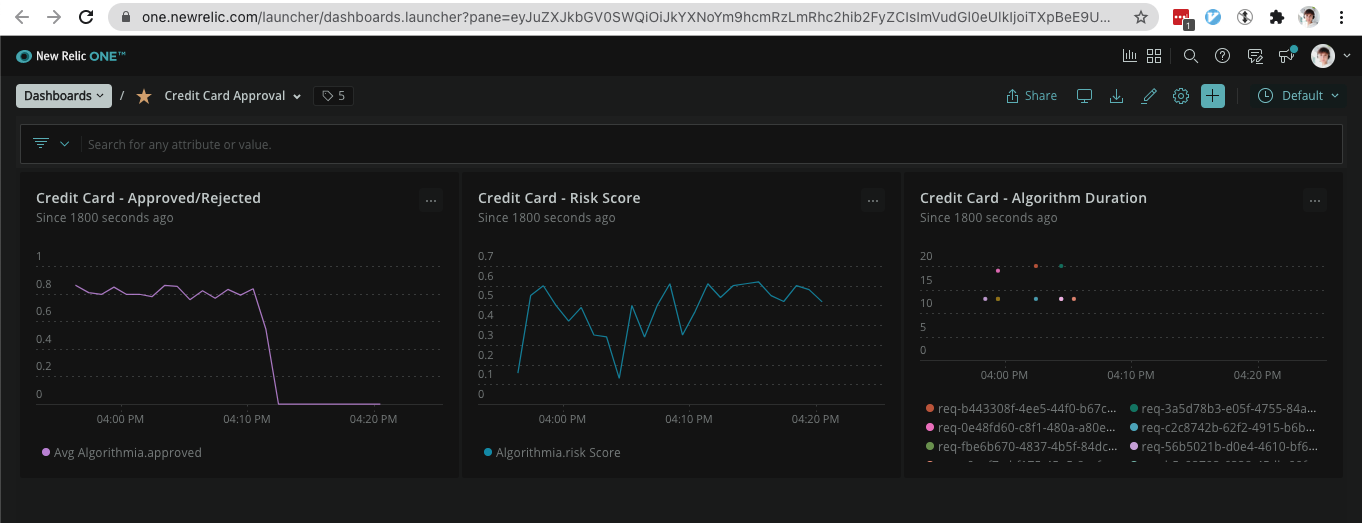 one.newrelic.com/launcher/dashboards.launcher?pane=eyJuZXJkbGV0SWQiOiJkYXNoYm9hcmRzLmRhc2hib2FyZCIsImVudGl0eUlkIjoiTXpBeE9U...
1
New Relic ONE™
Dashboards / Credit Card Approval 5
Share Default
Search for any attribute or value.
Credit Card - Approved/Rejected
...
Since 1800 seconds ago
1
0.8
0.6
0.4
0.2
0
04:00 PM 04:10 PM 04:20 PM
Avg Algorithmia.approved
Credit Card - Risk Score
...
Since 1800 seconds ago
0.7
0.6
0.5
0.4
0.3
0.2
0.1
0
04:00 PM 04:10 PM 04:20 PM
Algorithmia.risk Score
Credit Card - Algorithm Duration
...
Since 1800 seconds ago
20
15
10
5
0
04:00 PM 04:10 PM 04:20 PM
req-b443308f-4ee5-44f0-b67c... req-3a5d78b3-e05f-4755-84a...
req-0e48fd60-c8f1-480a-a80e... req-c2c8742b-62f2-4915-b6b...
req-fbe6b670-4837-4b5f-84dc... req-56b5021b-d0e4-4610-bf6...